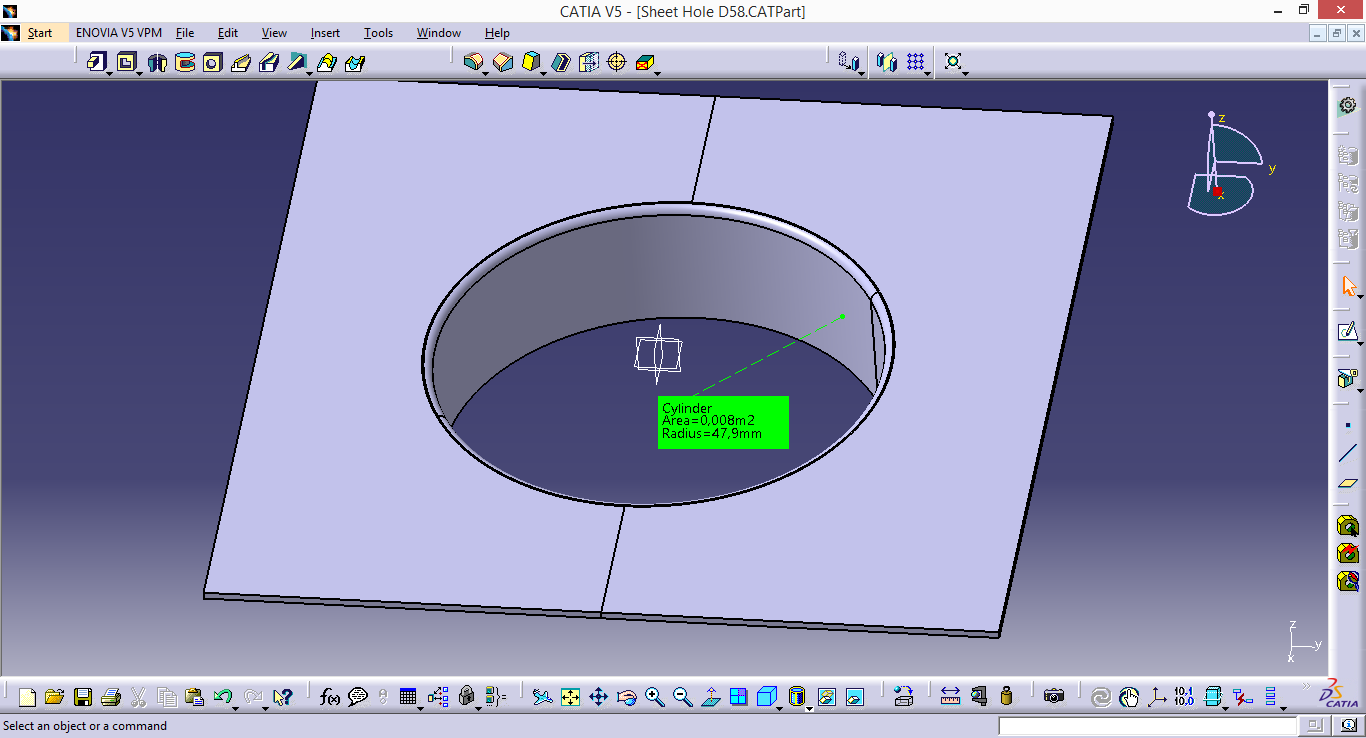 CATIA V5 - [Sheet Hole D58.CATPart]
Start ENOVIA V5 VPM File Edit View Insert Tools Window Help
z
y
x
Cylinder
Area=0,008m2
Radius=47,9mm
z
y
x
f(x)
10.1
10.0
CATIA
Select an object or a command